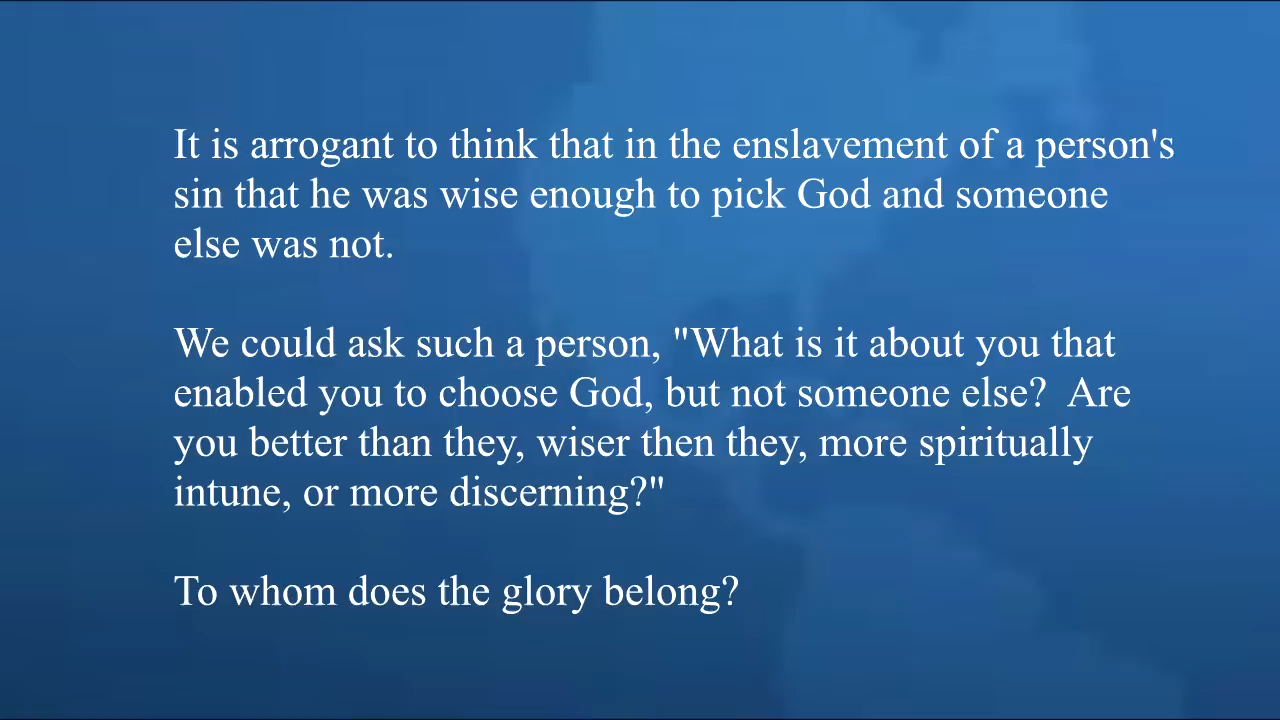 It is arrogant to think that in the enslavement of a person's
sin that he was wise enough to pick God and someone
else was not.
We could ask such a person, "What is it about you that
enabled you to choose God, but not someone else?  Are
you better than they, wiser then they, more spiritually
intune, or more discerning?"
To whom does the glory belong?